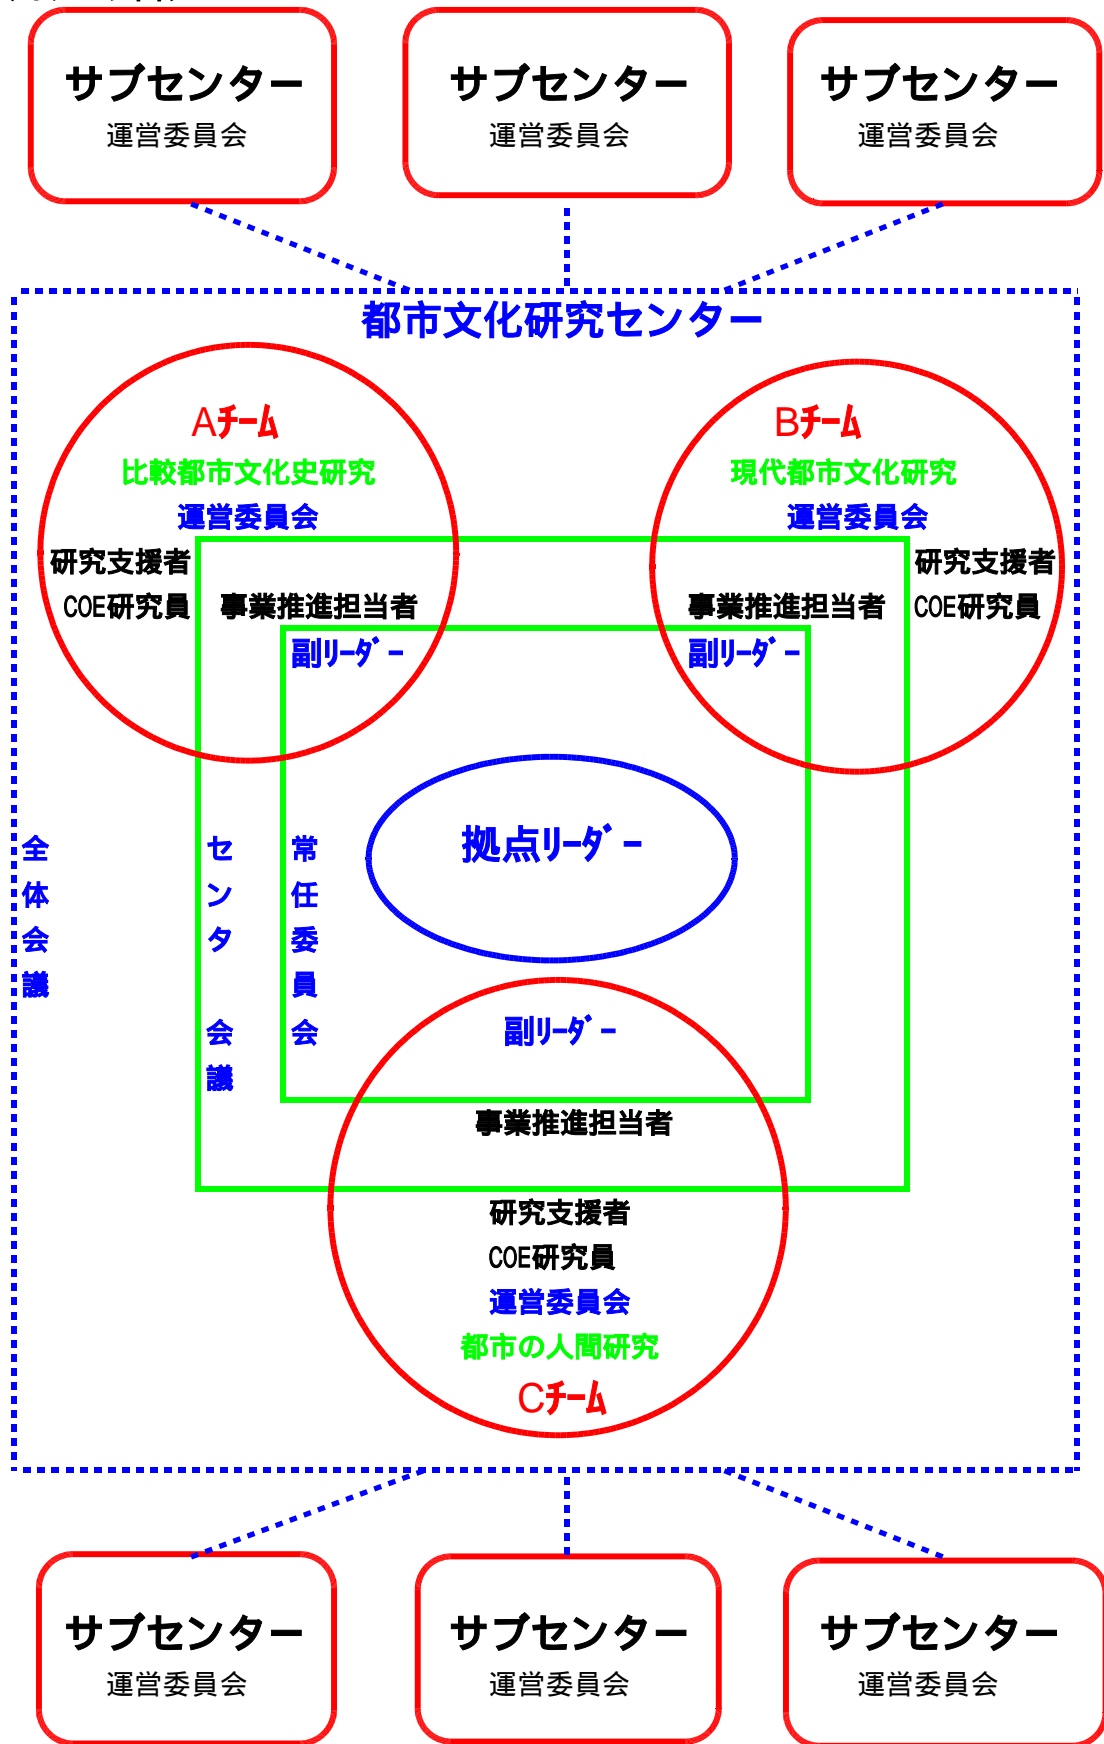 サブセンター
運営委員会
サブセンター
運営委員会
サブセンター
運営委員会
都市文化研究センター
Aチーム
比較都市文化史研究
運営委員会
研究支援者
COE研究員
事業推進担当者
副リーダー
Bチーム
現代都市文化研究
運営委員会
研究支援者
COE研究員
事業推進担当者
副リーダー
拠点リーダー
全体会議
センタ 会議
常任委員会
副リーダー
事業推進担当者
研究支援者
COE研究員
運営委員会
都市の人間研究
Cチーム
サブセンター
運営委員会
サブセンター
運営委員会
サブセンター
運営委員会